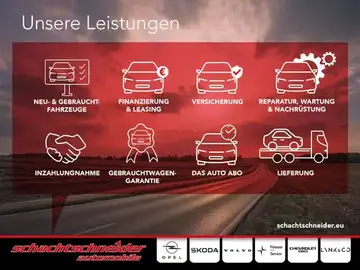 Unsere Leistungen
NEU- & GEBRAUCHT-
FAHRZEUGE
FINANZIERUNG
& LEASING
VERSICHERUNG
REPARATUR, WARTUNG
& NACHRÜSTUNG
INZAHLUNGNAHME
GEBRAUCHTWAGEN-
GARANTIE
DAS AUTO ABO
LIEFERUNG
schachtschneider.eu
schachtschneider
automobile
OPEL
SKODA
VOLVO
CHEVROLET